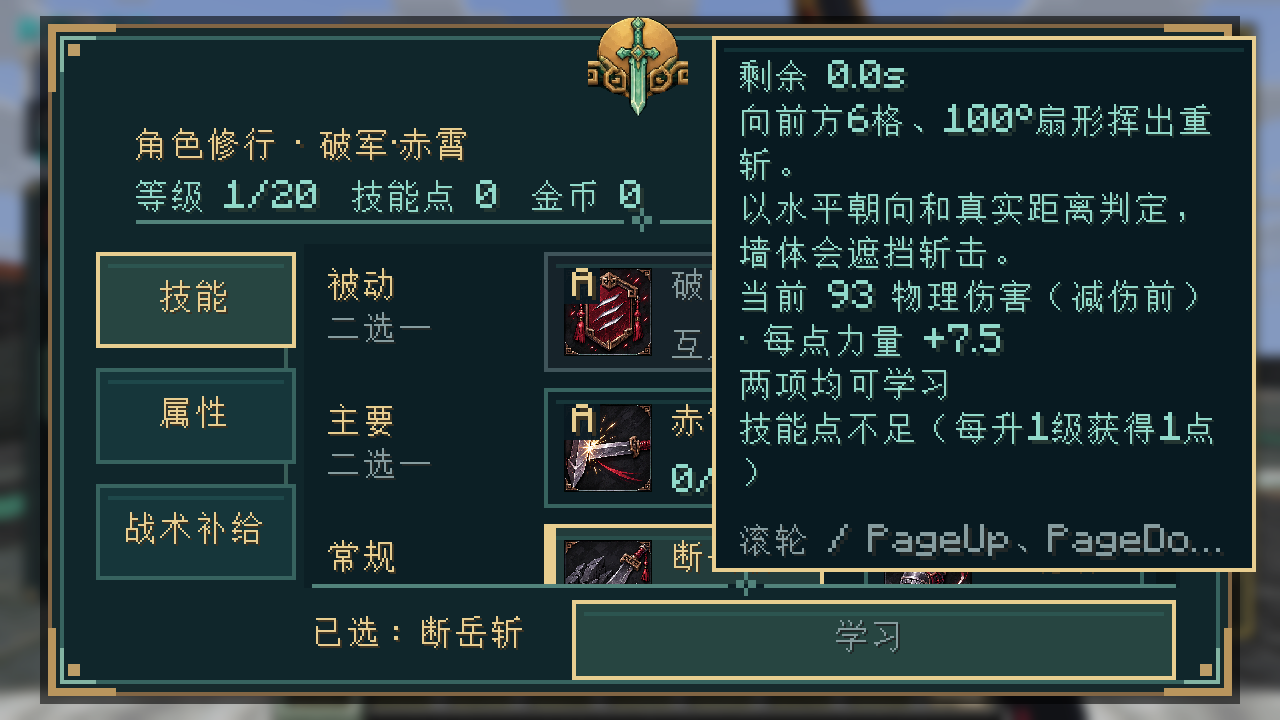 角色修行 · 破军·赤霄
等级 1/20 技能点 0 金币 0
技能
属性
战术补给
被动
二选一
A
破
互
主要
二选一
A
赤
0/
常规
断
已选：断岳斩
学习
剩余 0.0s
向前方6格、100°扇形挥出重
斩。
以水平朝向和真实距离判定，
墙体会遮挡斩击。
当前 93 物理伤害（减伤前）
· 每点力量 +7.5
两项均可学习
技能点不足（每升1级获得1点
）
滚轮 / PageUp、PageDo...